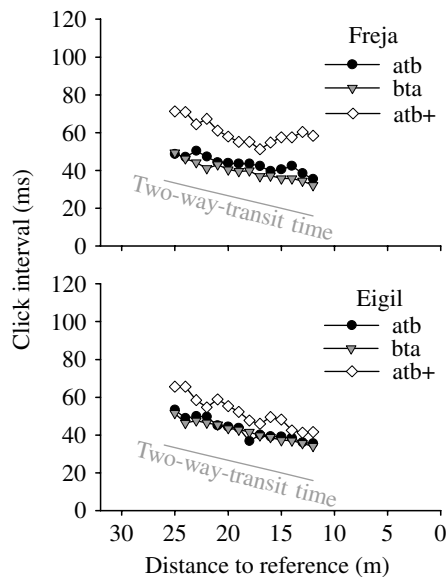 120
100
80
60
40
20
0
Freja
atb
bta
atb+
Two-way-transit time
Click interval (ms)
120
100
80
60
40
20
0
Eigil
atb
bta
atb+
Two-way-transit time
30 25 20 15 10 5 0
Distance to reference (m)